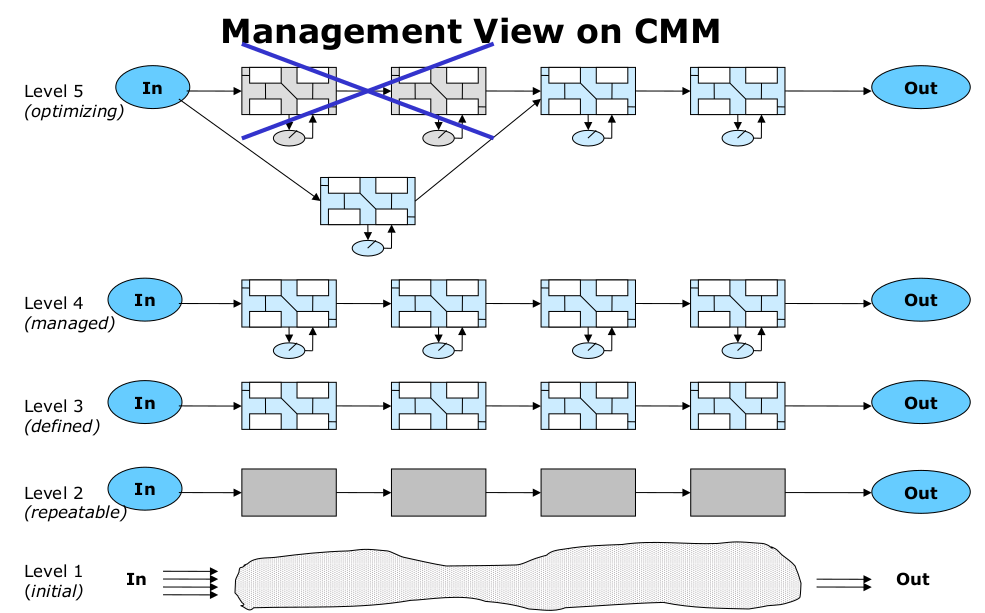 Management View on CMM
Level 5
(optimizing)
In
Out
Level 4
(managed)
In
Out
Level 3
(defined)
In
Out
Level 2
(repeatable)
In
Out
Level 1
(initial)
In
Out